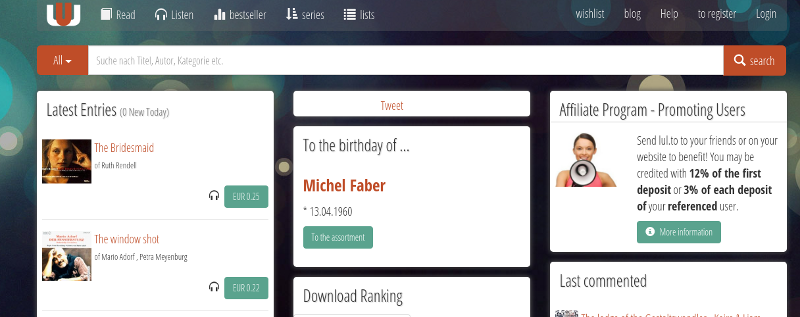 Read Listen bestseller series lists wishlist blog Help to register Login
All Suche nach Titel, Autor, Kategorie etc. search
Latest Entries (0 New Today)
The Bridesmaid
of Ruth Rendell
EUR 0.25
The window shot
of Mario Adorf , Petra Meyenburg
EUR 0.22
Tweet
To the birthday of ...
Michel Faber
* 13.04.1960
To the assortment
Download Ranking
Affiliate Program - Promoting Users
Send lul.to to your friends or on your
website to benefit! You may be
credited with 12% of the first
deposit or 3% of each deposit
of your referenced user.
More information
Last commented